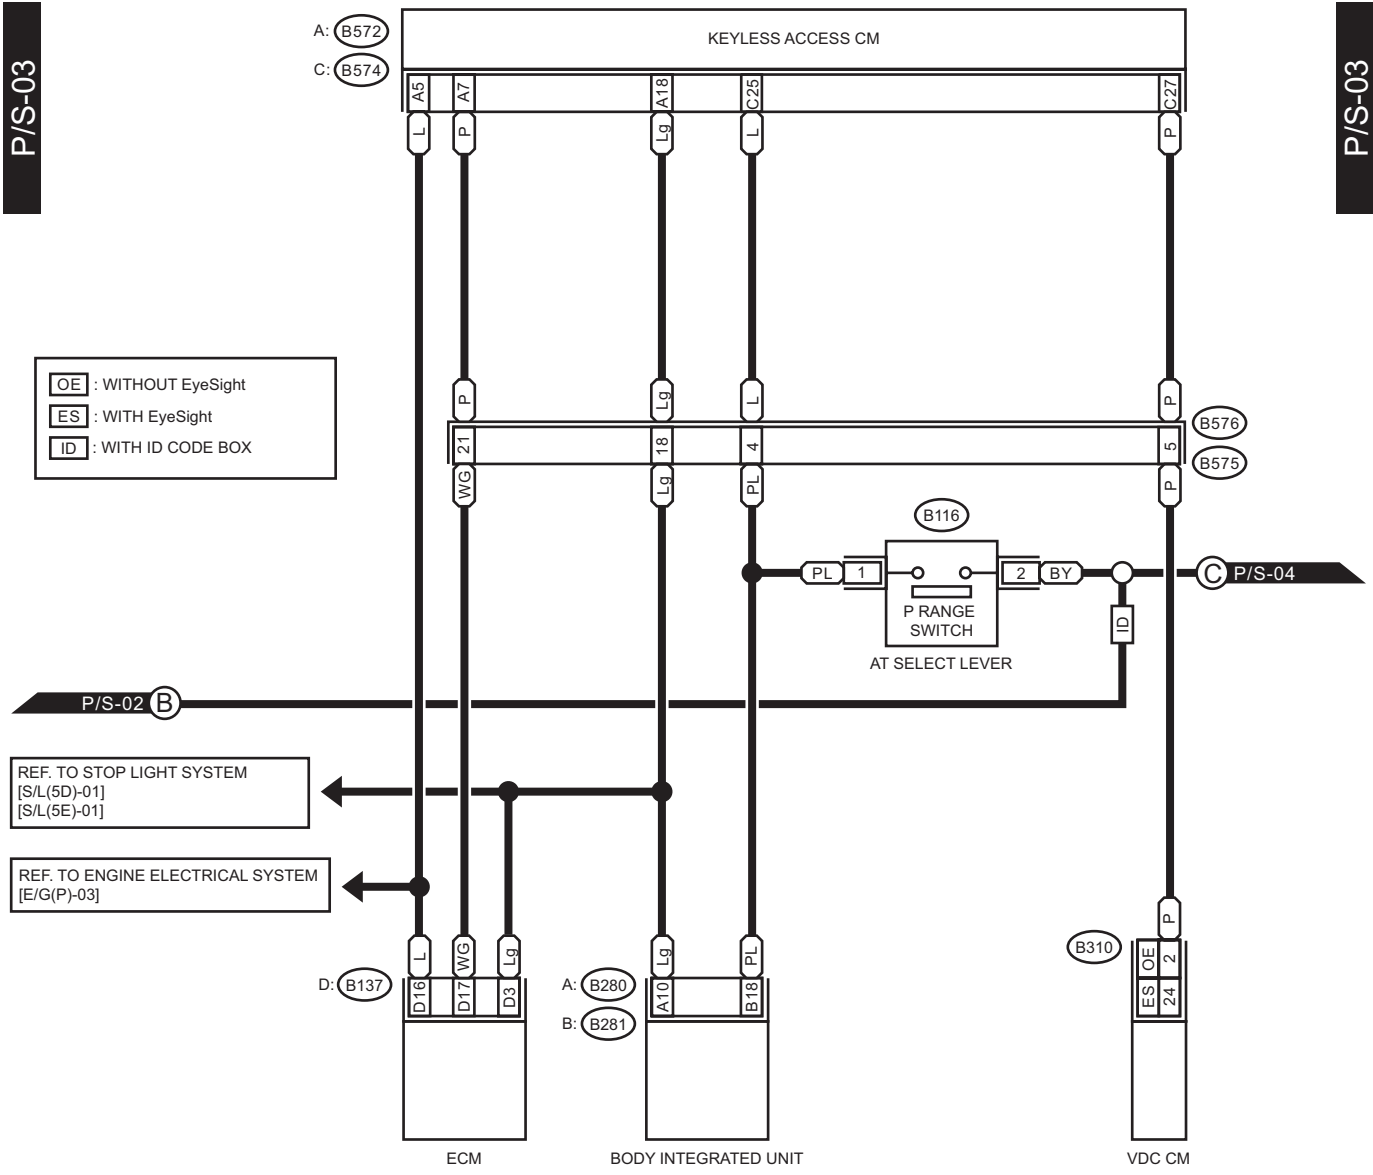 P/S-03
P/S-03
A: B572
C: B574
KEYLESS ACCESS CM
A5
A7
A18
C25
C27
L
P
Lg
L
P
OE : WITHOUT EyeSight
ES : WITH EyeSight
ID : WITH ID CODE BOX
P
Lg
L
P
B576
21
18
4
5
B575
WG
Lg
PL
P
B116
PL
1
2
BY
C P/S-04
P RANGE
SWITCH
ID
AT SELECT LEVER
P/S-02 B
REF. TO STOP LIGHT SYSTEM
[S/L(5D)-01]
[S/L(5E)-01]
REF. TO ENGINE ELECTRICAL SYSTEM
[E/G(P)-03]
P
L
WG
Lg
Lg
PL
B310
OE
2
D: B137
D16
D17
D3
A: B280
A10
B18
ES
24
B: B281
ECM
BODY INTEGRATED UNIT
VDC CM